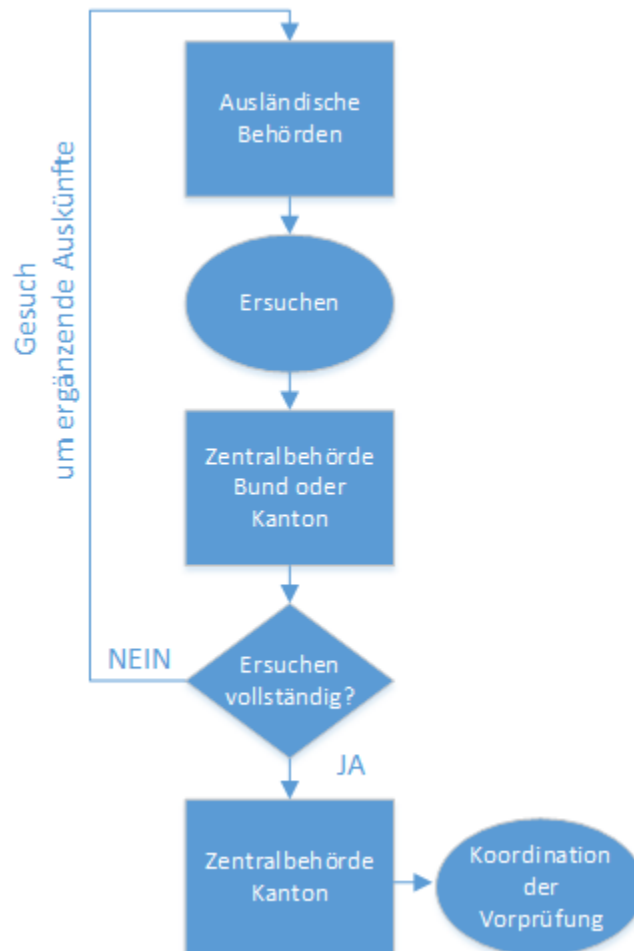 Ausländische
Behörden
Gesuch
um ergänzende Auskünfte
Ersuchen
Zentralbehörde
Bund oder
Kanton
NEIN
Ersuchen
vollständig?
JA
Zentralbehörde
Kanton
Koordination
der
Vorprüfung